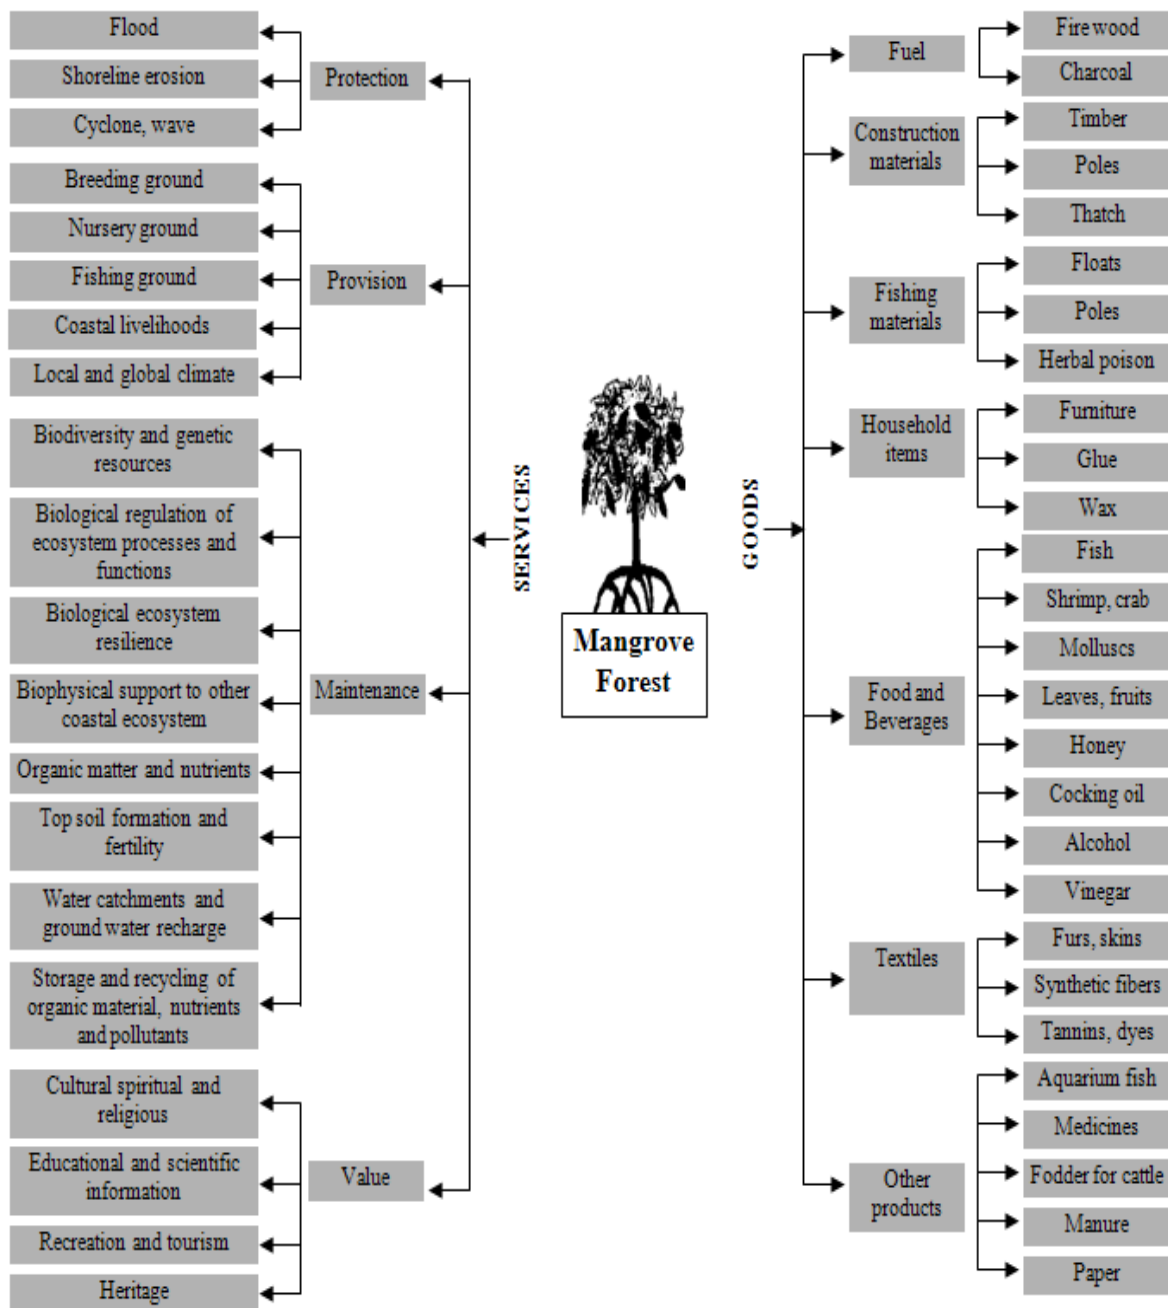 Flood
Shoreline erosion
Cyclone, wave
Protection
Breeding ground
Nursery ground
Fishing ground
Coastal livelihoods
Local and global climate
Provision
Biodiversity and genetic
resources
Biological regulation of
ecosystem processes and
functions
Biological ecosystem
resilience
Biophysical support to other
coastal ecosystem
Organic matter and nutrients
Top soil formation and
fertility
Water catchments and
ground water recharge
Storage and recycling of
organic material, nutrients
and pollutants
Maintenance
Cultural spiritual and
religious
Educational and scientific
information
Recreation and tourism
Heritage
Value
SERVICES
Mangrove
Forest
GOODS
Fuel
Fire wood
Charcoal
Construction
materials
Timber
Poles
Thatch
Fishing
materials
Floats
Poles
Herbal poison
Household
items
Furniture
Glue
Wax
Food and
Beverages
Fish
Shrimp, crab
Molluscs
Leaves, fruits
Honey
Cocking oil
Alcohol
Vinegar
Textiles
Furs, skins
Synthetic fibers
Tannins, dyes
Other
products
Aquarium fish
Medicines
Fodder for cattle
Manure
Paper